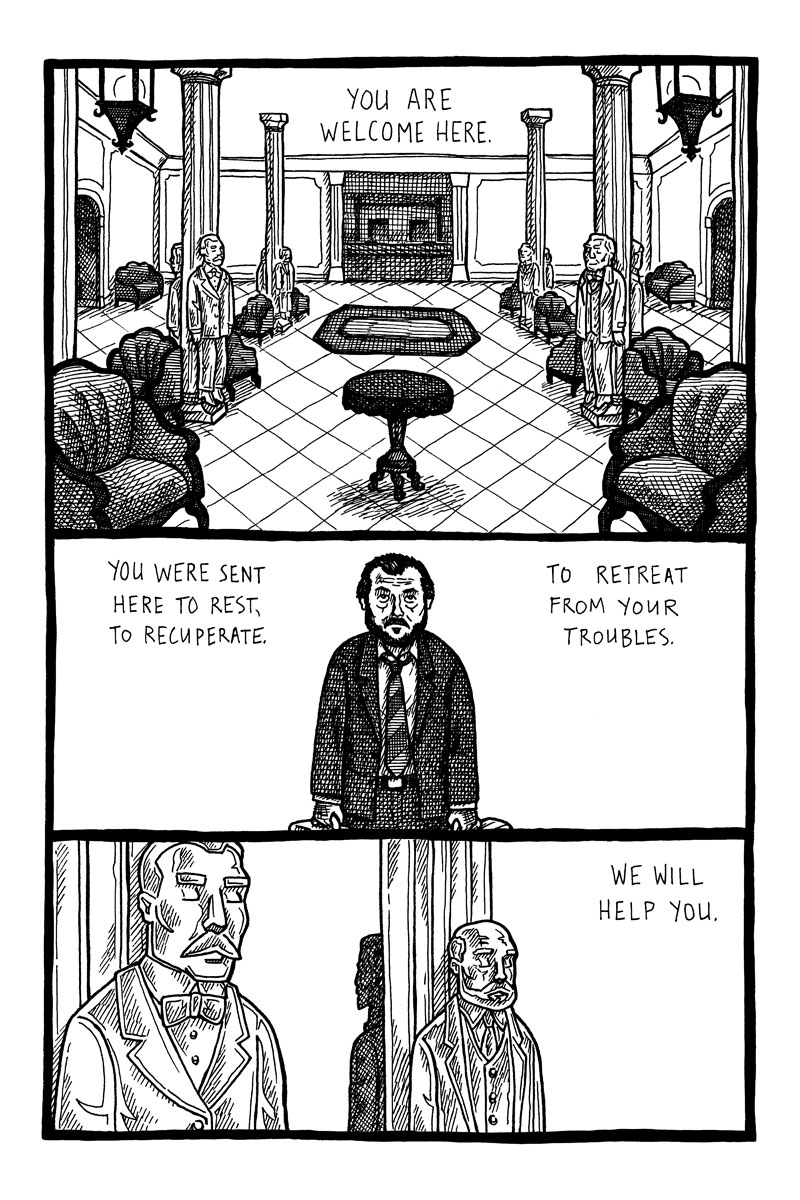 YOU ARE
WELCOME HERE.
YOU WERE SENT
HERE TO REST,
TO RECUPERATE.
TO RETREAT
FROM YOUR
TROUBLES.
WE WILL
HELP YOU.